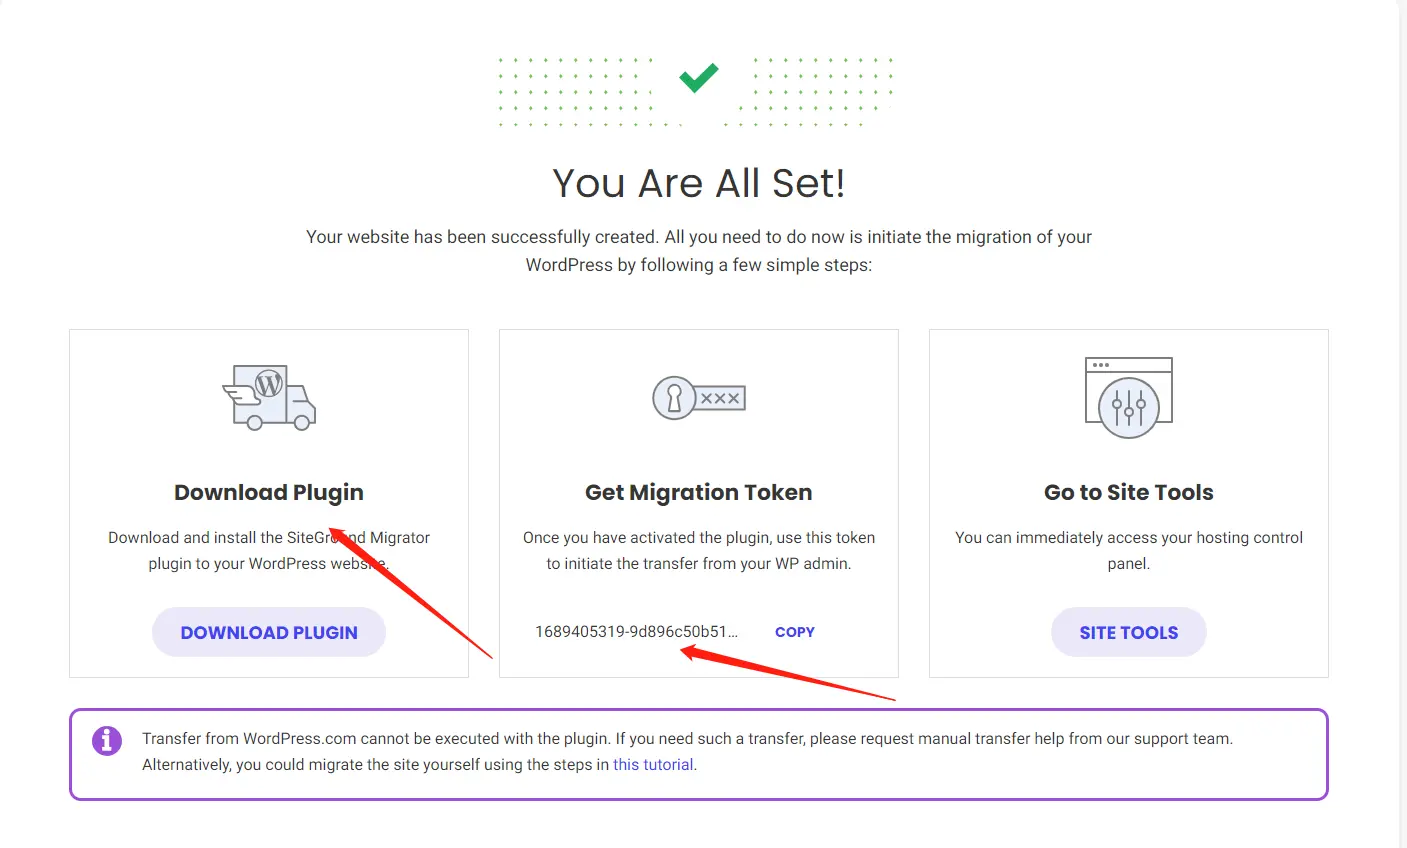 You Are All Set!
Your website has been successfully created. All you need to do now is initiate the migration of your
WordPress by following a few simple steps:
Download Plugin
Download and install the SiteGround Migrator
plugin to your WordPress website.
DOWNLOAD PLUGIN
XXX
Get Migration Token
Once you have activated the plugin, use this token
to initiate the transfer from your WP admin.
1689405319-9d896c50b51... COPY
Go to Site Tools
You can immediately access your hosting control
panel.
SITE TOOLS
Transfer from WordPress.com cannot be executed with the plugin. If you need such a transfer, please request manual transfer help from our support team.
Alternatively, you could migrate the site yourself using the steps in this tutorial.